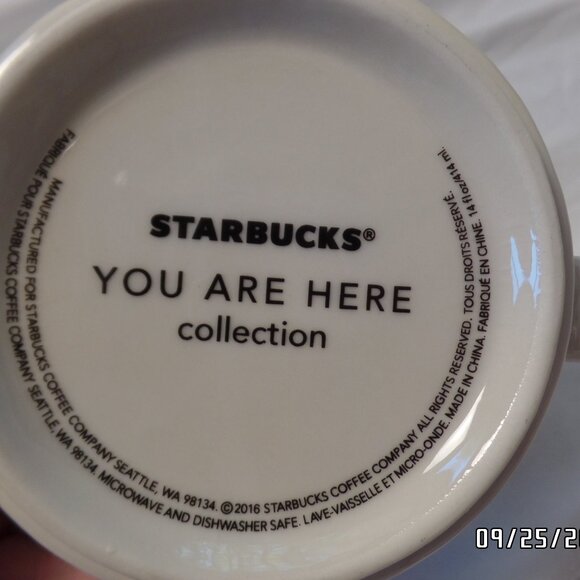 STARBUCKS®
YOU ARE HERE
collection
MANUFACTURED FOR STARBUCKS COFFEE COMPANY SEATTLE, WA 98134. ©2016 STARBUCKS COFFEE COMPANY ALL RIGHTS RESERVED. TOUS DROITS RÉSERVÉ.
FABRIQUÉ POUR STARBUCKS COFFEE COMPANY SEATTLE, WA 98134. MICROWAVE AND DISHWASHER SAFE. LAVE-VAISSELLE ET MICRO-ONDE. MADE IN CHINA. FABRIQUÉ EN CHINE. 14 fl oz/414 ml.
09/25/20